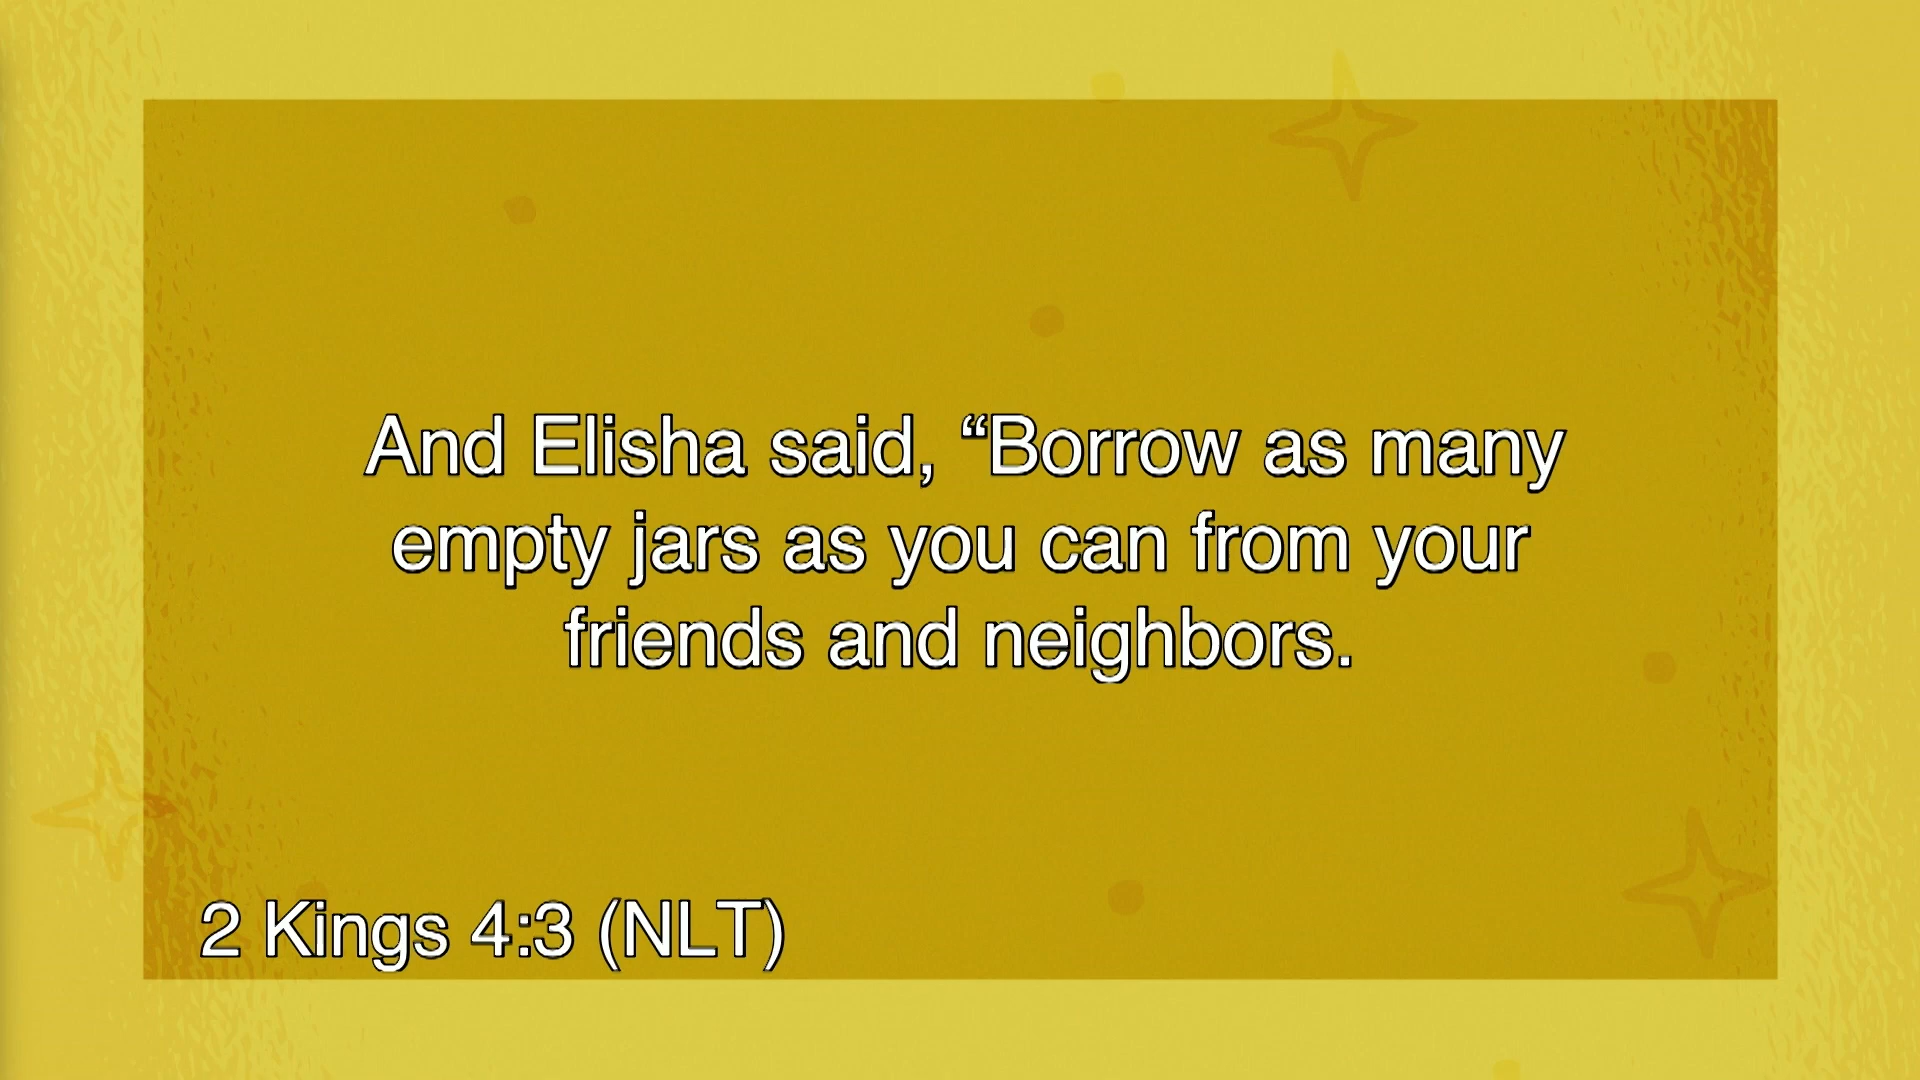 And Elisha said, “Borrow as many
empty jars as you can from your
friends and neighbors.
2 Kings 4:3 (NLT)